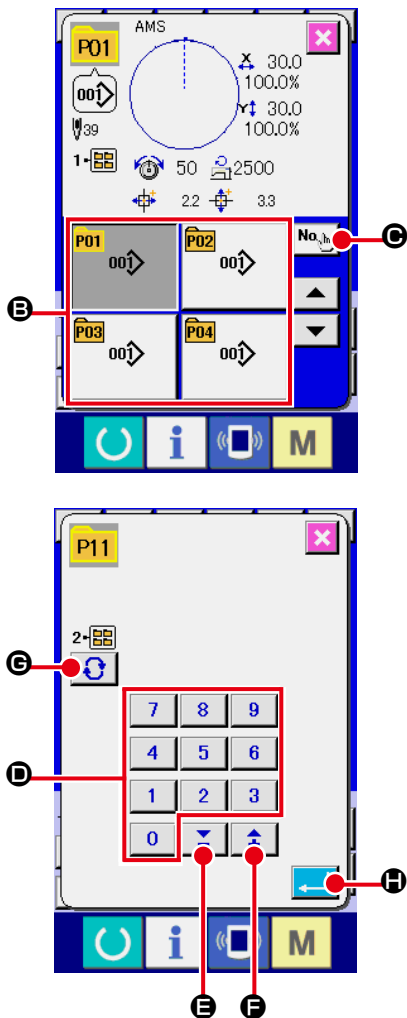 AMS
P01
X 30.0
100.0%
001
Y 30.0
100.0%
39
1-
50 2500
2.2 3.3
P01 P02 No.
001 001
C
B
P03 P04
001 001
i M
P11
2-
G
7 8 9
4 5 6
D
1 2 3
0
H
i M
E F